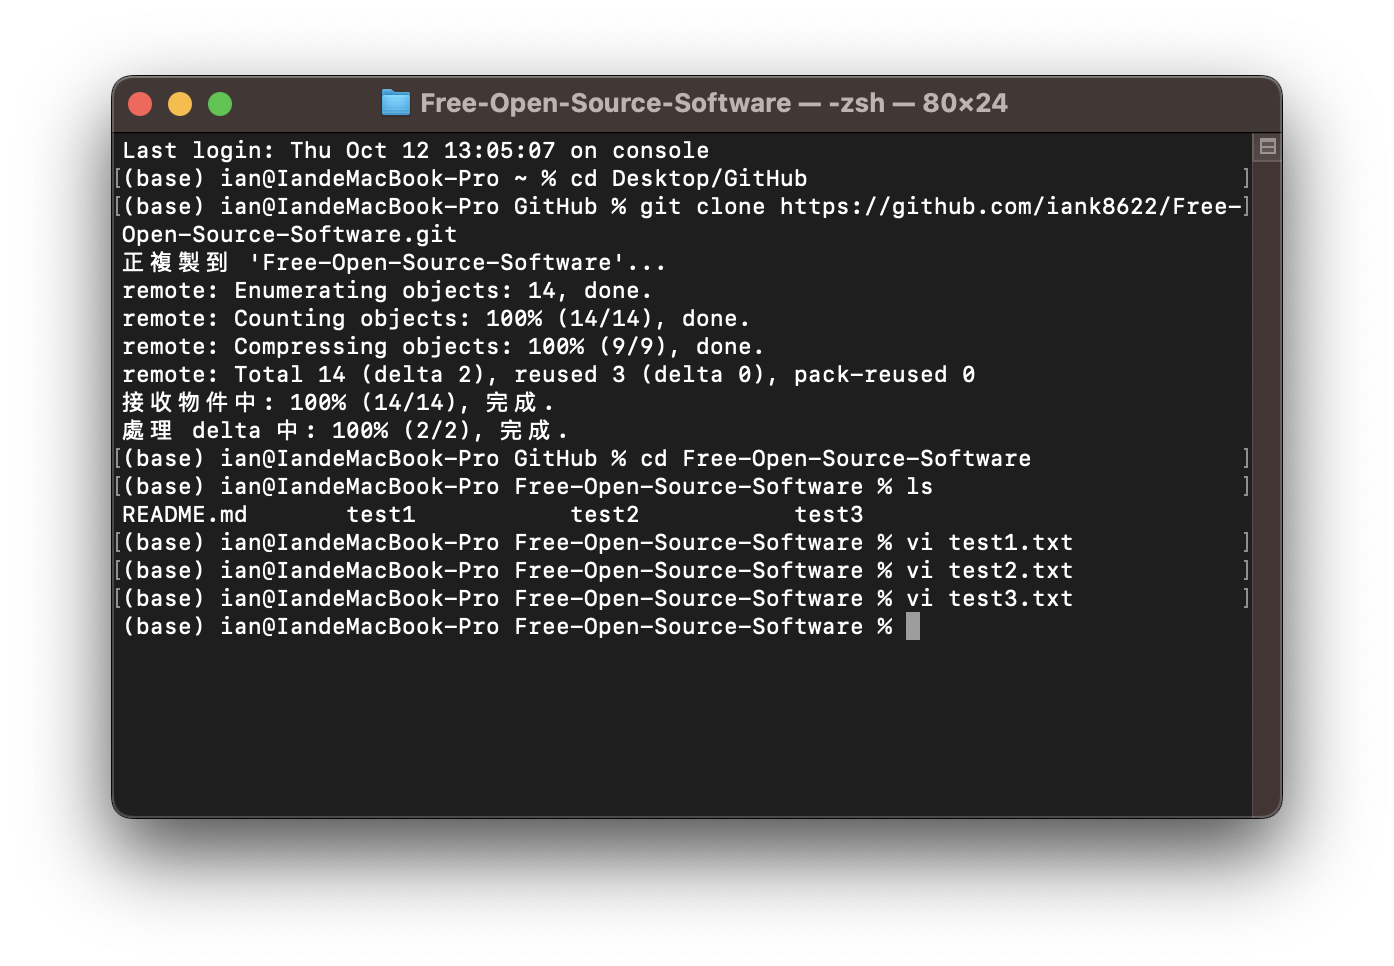 Free-Open-Source-Software — -zsh — 80×24
Last login: Thu Oct 12 13:05:07 on console
[(base) ian@IandeMacBook-Pro ~ % cd Desktop/GitHub ]
[(base) ian@IandeMacBook-Pro GitHub % git clone https://github.com/iank8622/Free-]
Open-Source-Software.git
正複製到 'Free-Open-Source-Software'...
remote: Enumerating objects: 14, done.
remote: Counting objects: 100% (14/14), done.
remote: Compressing objects: 100% (9/9), done.
remote: Total 14 (delta 2), reused 3 (delta 0), pack-reused 0
接收物件中: 100% (14/14), 完成.
處理 delta 中: 100% (2/2), 完成.
[(base) ian@IandeMacBook-Pro GitHub % cd Free-Open-Source-Software ]
[(base) ian@IandeMacBook-Pro Free-Open-Source-Software % ls ]
README.md test1 test2 test3
[(base) ian@IandeMacBook-Pro Free-Open-Source-Software % vi test1.txt ]
[(base) ian@IandeMacBook-Pro Free-Open-Source-Software % vi test2.txt ]
[(base) ian@IandeMacBook-Pro Free-Open-Source-Software % vi test3.txt ]
(base) ian@IandeMacBook-Pro Free-Open-Source-Software %